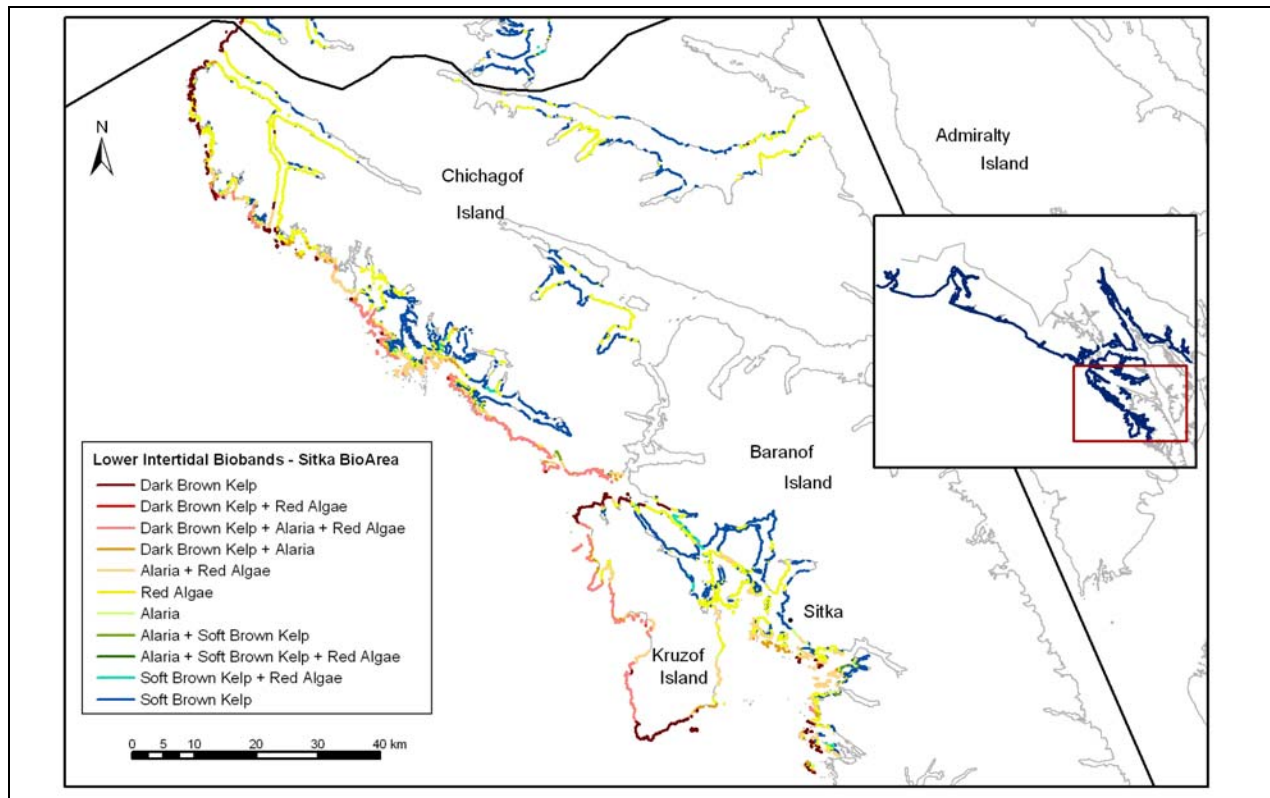 N
Chichagof
Island
Admiralty
Island
Baranof
Island
Sitka
Kruzof
Island
Lower Intertidal Biobands - Sitka BioArea
Dark Brown Kelp
Dark Brown Kelp + Red Algae
Dark Brown Kelp + Alaria + Red Algae
Dark Brown Kelp + Alaria
Alaria + Red Algae
Red Algae
Alaria
Alaria + Soft Brown Kelp
Alaria + Soft Brown Kelp + Red Algae
Soft Brown Kelp + Red Algae
Soft Brown Kelp
0 5 10 20 30 40 km